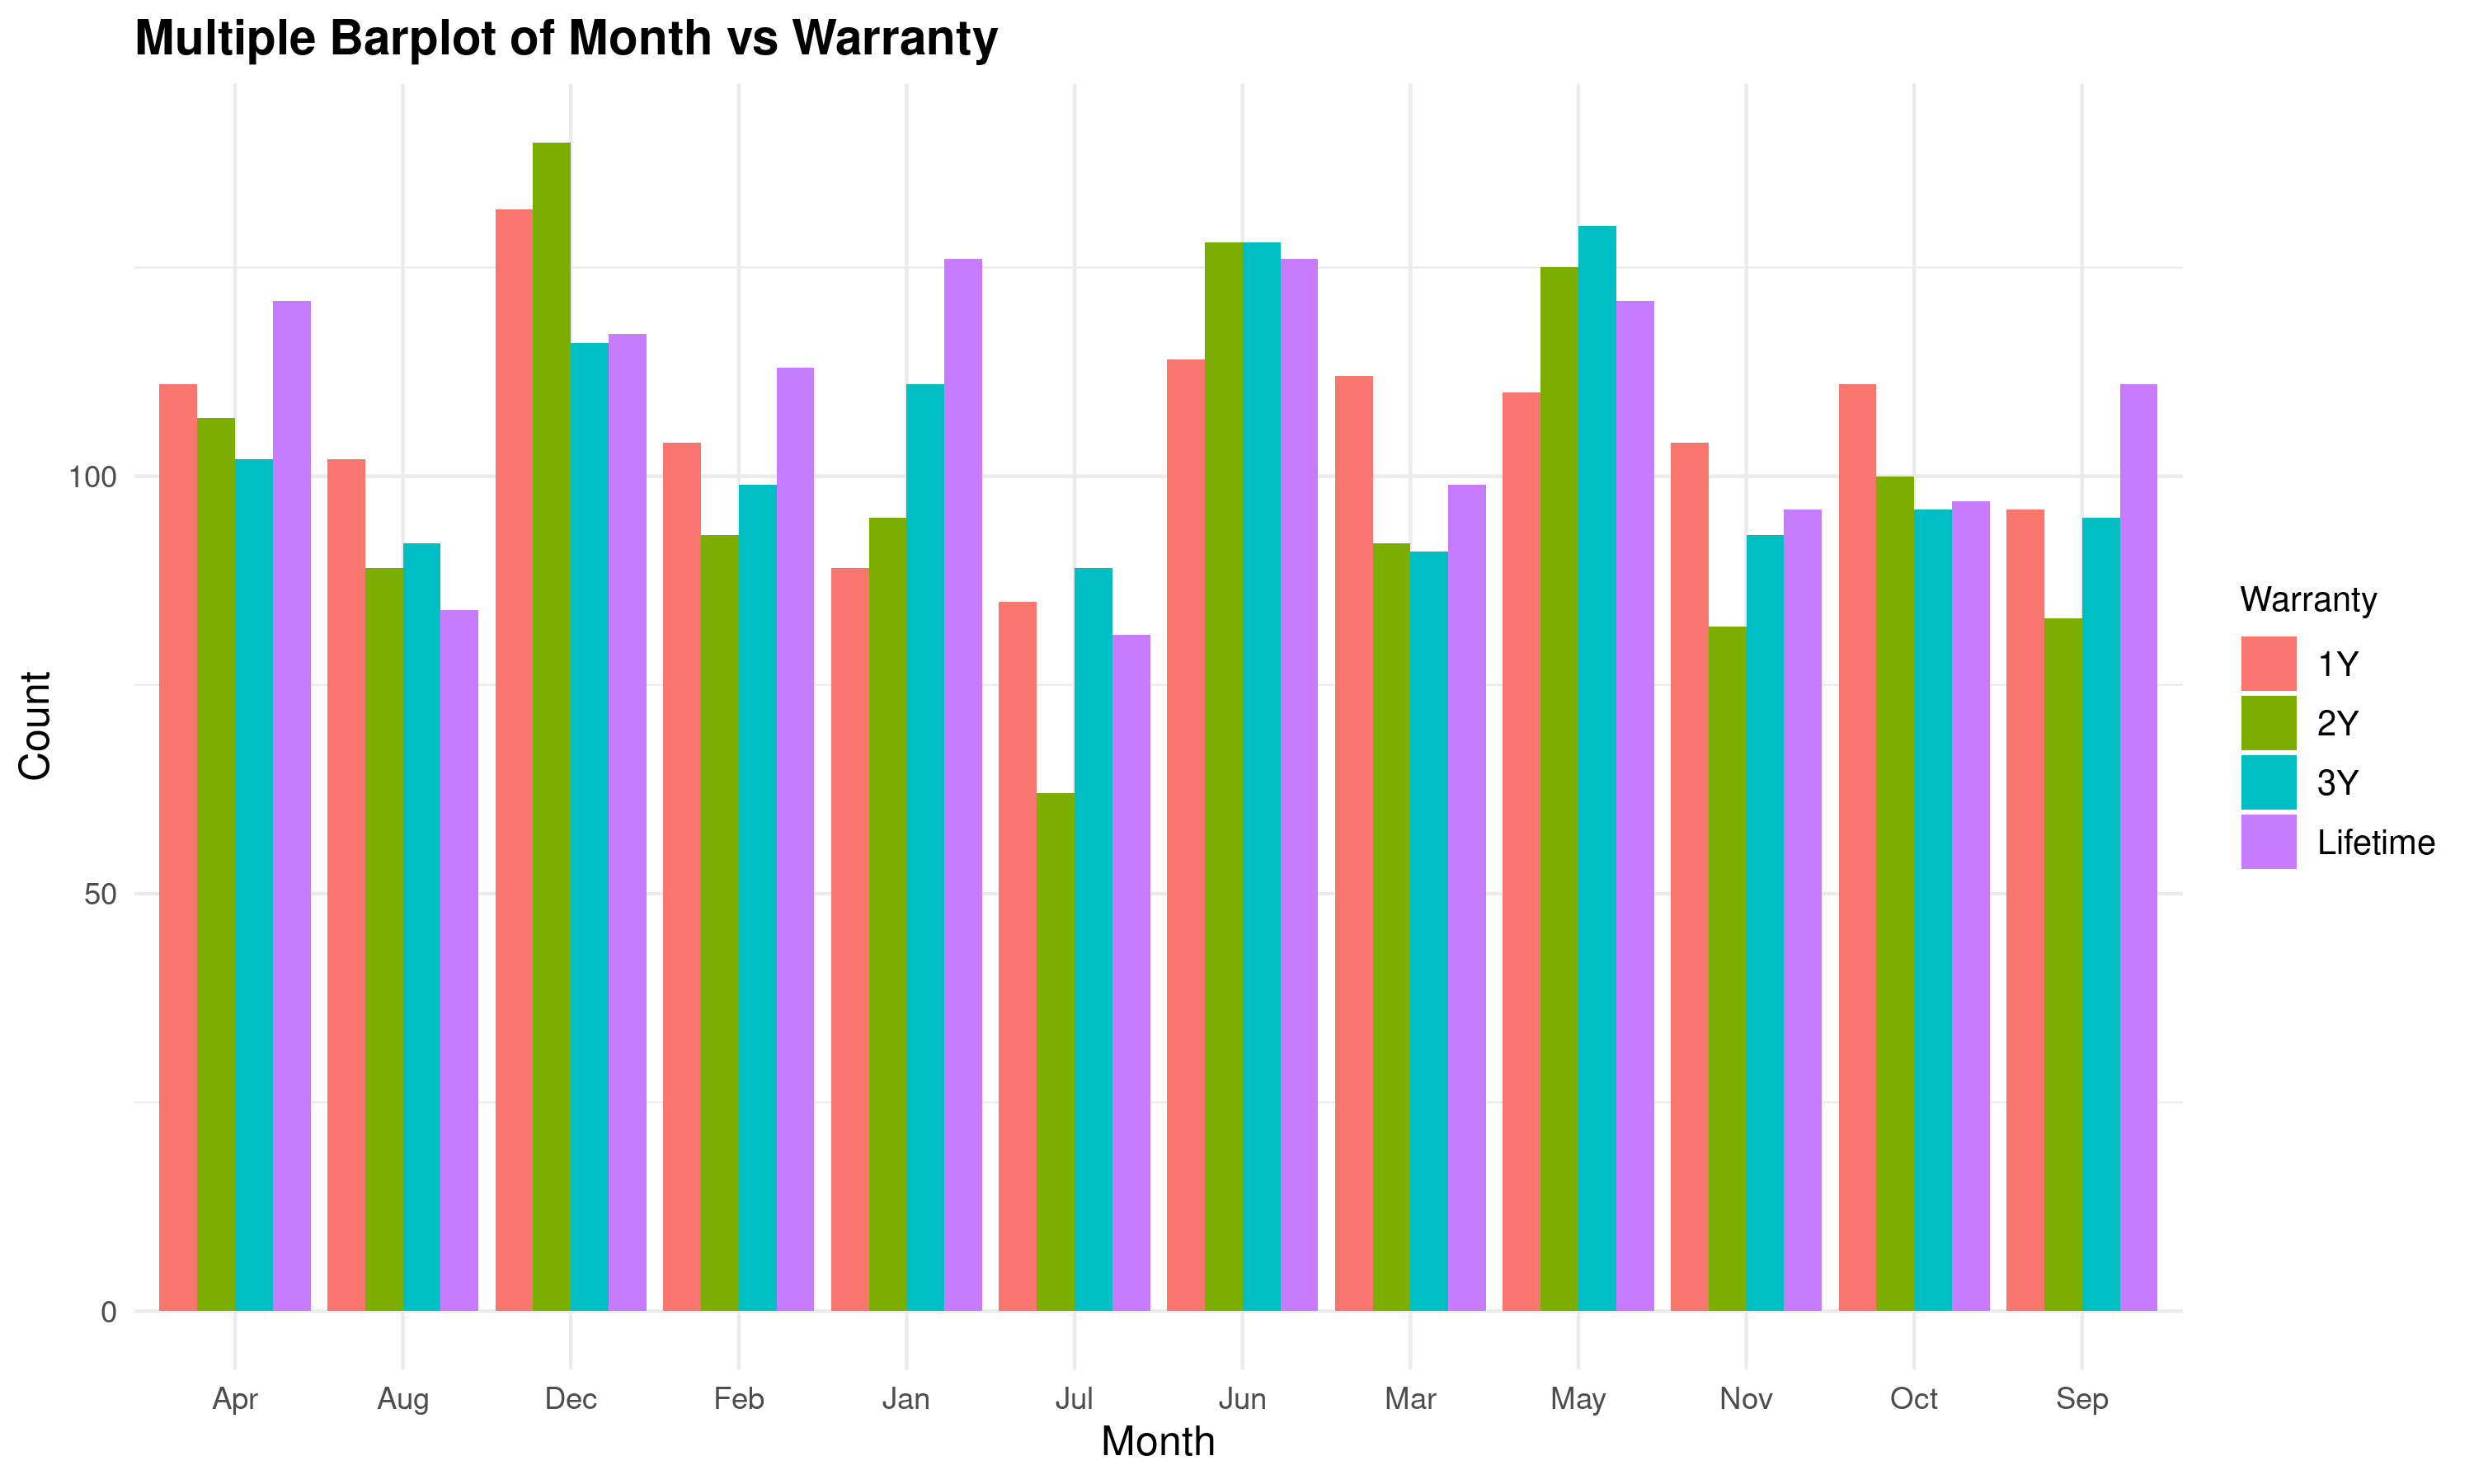 Multiple Barplot of Month vs Warranty
Count
100
50
0
Apr Aug Dec Feb Jan Jul Jun Mar May Nov Oct Sep
Month
Warranty
1Y
2Y
3Y
Lifetime